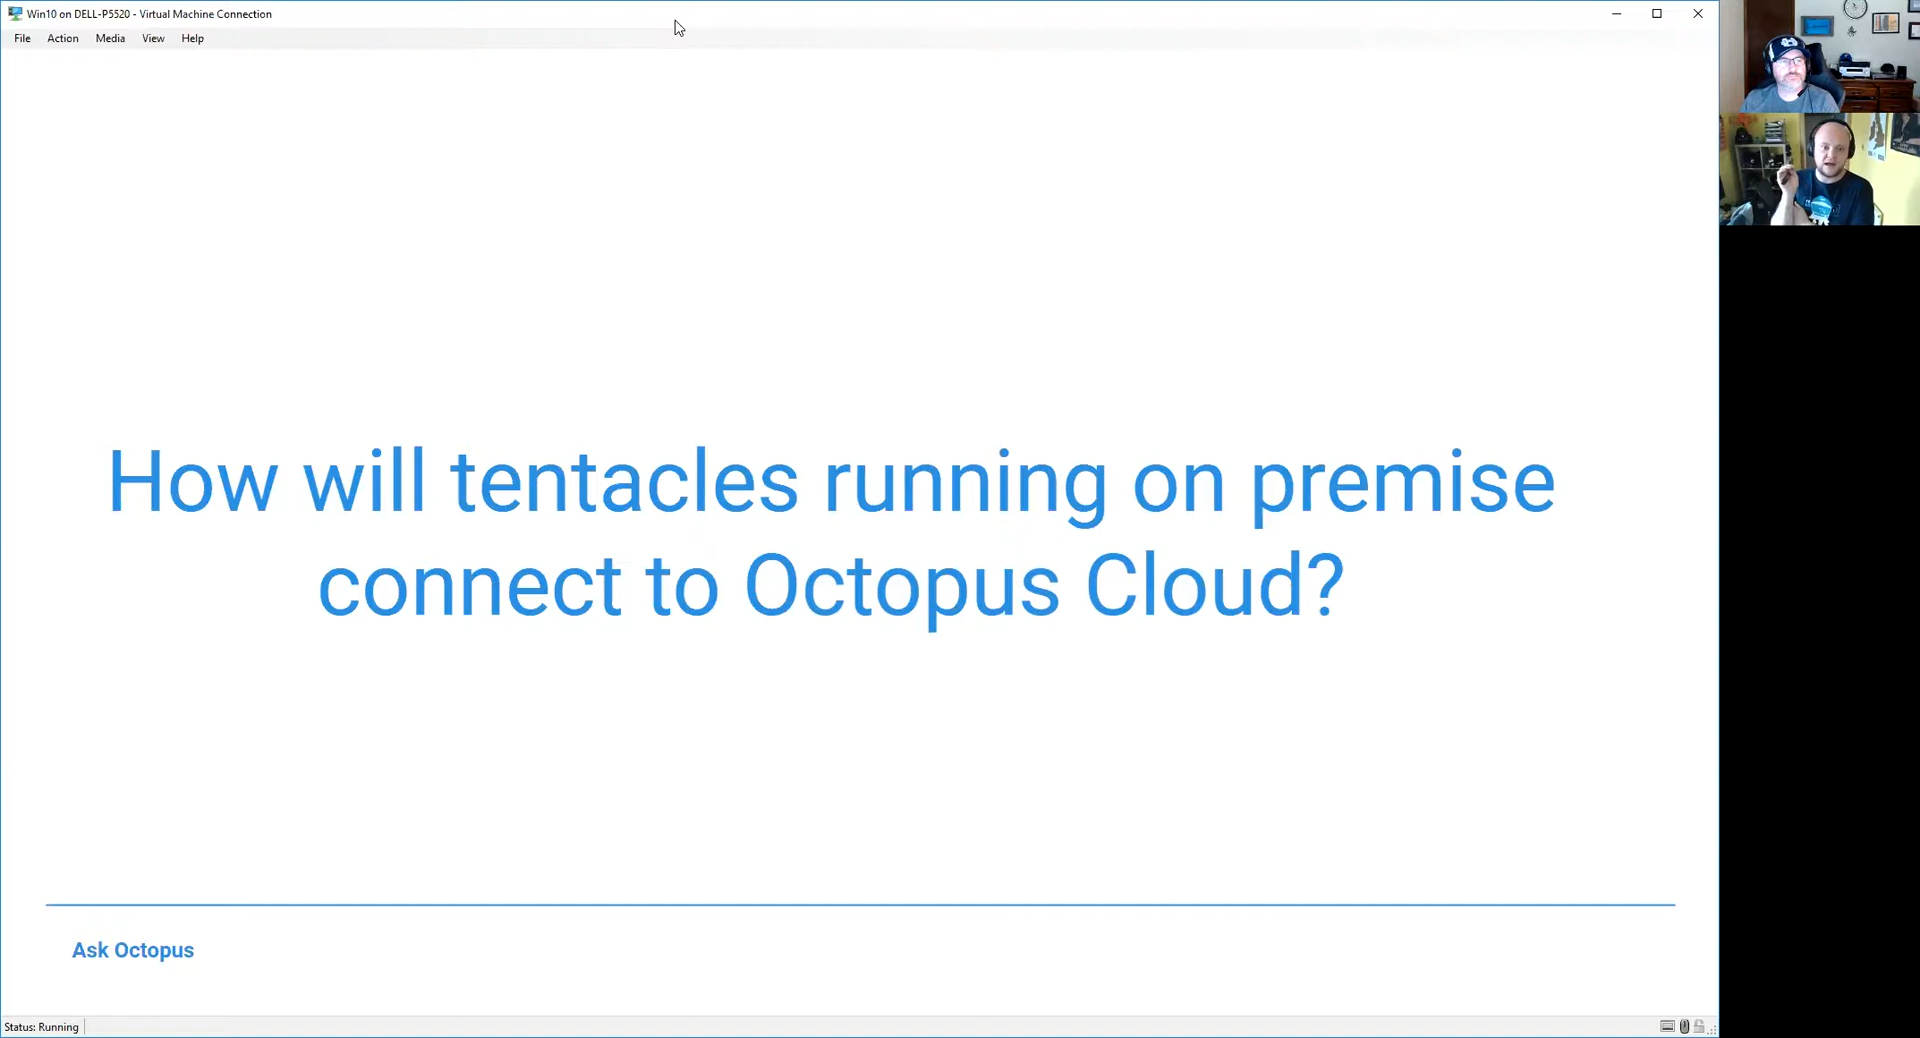 Win10 on DELL-P5520 - Virtual Machine Connection
File Action Media View Help
How will tentacles running on premise
connect to Octopus Cloud?
Ask Octopus
Status: Running